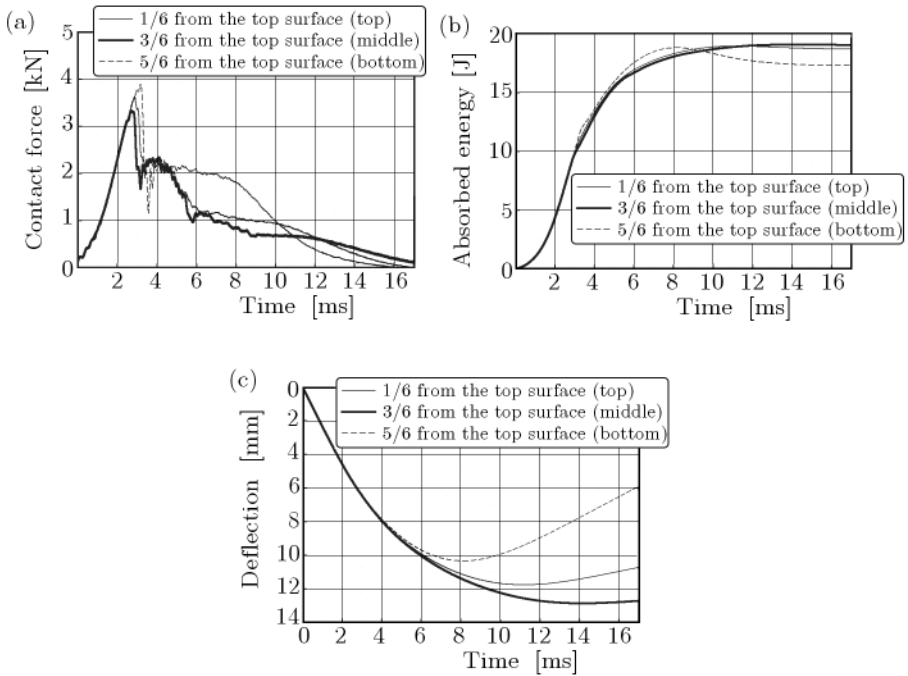 (a)
1/6 from the top surface (top)
3/6 from the top surface (middle)
5/6 from the top surface (bottom)
Contact force [kN]
5
4
3
2
1
0
2 4 6 8 10 12 14 16
Time [ms]
(b)
Absorbed energy [J]
20
15
10
5
0
1/6 from the top surface (top)
3/6 from the top surface (middle)
5/6 from the top surface (bottom)
2 4 6 8 10 12 14 16
Time [ms]
(c)
1/6 from the top surface (top)
3/6 from the top surface (middle)
5/6 from the top surface (bottom)
Deflection [mm]
0
2
4
6
8
10
12
14
0 2 4 6 8 10 12 14 16
Time [ms]